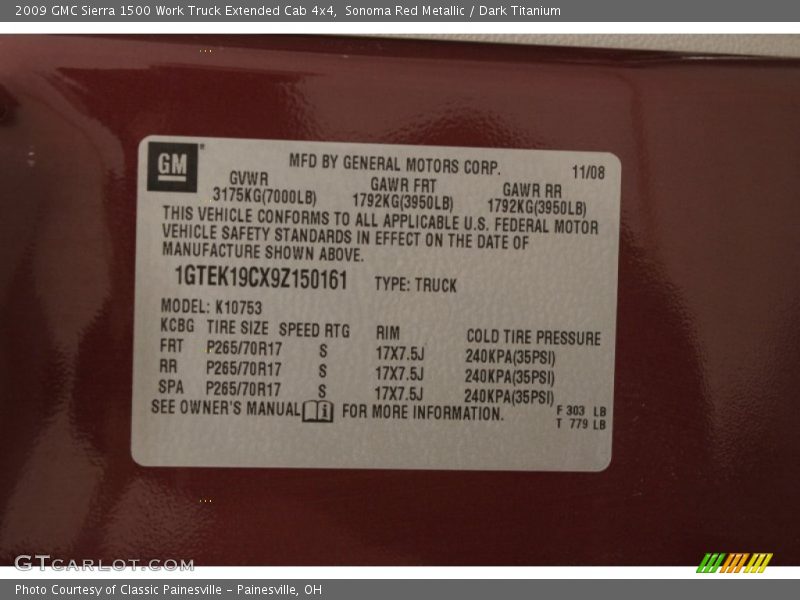 2009 GMC Sierra 1500 Work Truck Extended Cab 4x4,  Sonoma Red Metallic / Dark Titanium
GM
MFD BY GENERAL MOTORS CORP.
11/08
GVWR GAWR FRT GAWR RR
3175KG(7000LB) 1792KG(3950LB) 1792KG(3950LB)
THIS VEHICLE CONFORMS TO ALL APPLICABLE U.S. FEDERAL MOTOR
VEHICLE SAFETY STANDARDS IN EFFECT ON THE DATE OF
MANUFACTURE SHOWN ABOVE.
1GTEK19CX9Z150161 TYPE: TRUCK
MODEL: K10753
KCBG TIRE SIZE SPEED RTG RIM COLD TIRE PRESSURE
FRT P265/70R17 S 17X7.5J 240KPA(35PSI)
RR P265/70R17 S 17X7.5J 240KPA(35PSI)
SPA P265/70R17 S 17X7.5J 240KPA(35PSI)
SEE OWNER'S MANUAL FOR MORE INFORMATION.
F 303 LB
T 779 LB
GTCARLOT.COM
Photo Courtesy of Classic Painesville - Painesville, OH